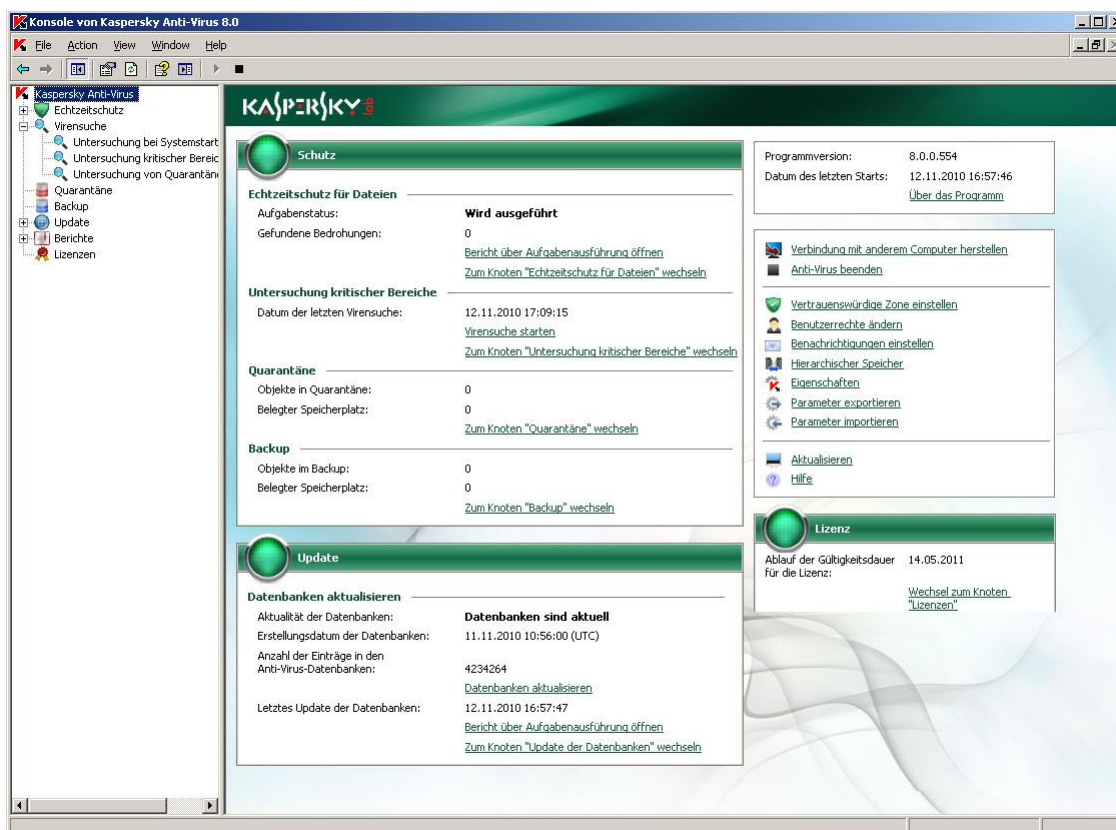 Konsole von Kaspersky Anti-Virus 8.0
File Action View Window Help
Kaspersky Anti-Virus
Echtzeitschutz
Virensuche
Untersuchung bei Systemstart
Untersuchung kritischer Bereic
Untersuchung von Quarantän
Quarantäne
Backup
Update
Berichte
Lizenzen
KASPERSKY lab
Schutz
Echtzeitschutz für Dateien
Aufgabenstatus: Wird ausgeführt
Gefundene Bedrohungen: 0
Bericht über Aufgabenausführung öffnen
Zum Knoten "Echtzeitschutz für Dateien" wechseln
Untersuchung kritischer Bereiche
Datum der letzten Virensuche: 12.11.2010 17:09:15
Virensuche starten
Zum Knoten "Untersuchung kritischer Bereiche" wechseln
Quarantäne
Objekte in Quarantäne: 0
Belegter Speicherplatz: 0
Zum Knoten "Quarantäne" wechseln
Backup
Objekte im Backup: 0
Belegter Speicherplatz: 0
Zum Knoten "Backup" wechseln
Update
Datenbanken aktualisieren
Aktualität der Datenbanken: Datenbanken sind aktuell
Erstellungsdatum der Datenbanken: 11.11.2010 10:56:00 (UTC)
Anzahl der Einträge in den
Anti-Virus-Datenbanken: 4234264
Datenbanken aktualisieren
Letztes Update der Datenbanken: 12.11.2010 16:57:47
Bericht über Aufgabenausführung öffnen
Zum Knoten "Update der Datenbanken" wechseln
Programmversion: 8.0.0.554
Datum des letzten Starts: 12.11.2010 16:57:46
Über das Programm
Verbindung mit anderem Computer herstellen
Anti-Virus beenden
Vertrauenswürdige Zone einstellen
Benutzerrechte ändern
Benachrichtigungen einstellen
Hierarchischer Speicher
Eigenschaften
Parameter exportieren
Parameter importieren
Aktualisieren
Hilfe
Lizenz
Ablauf der Gültigkeitsdauer 14.05.2011
für die Lizenz:
Wechsel zum Knoten
"Lizenzen"